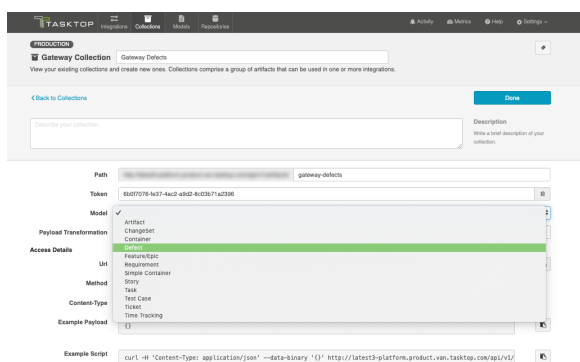 TASKTOP
Integrations Collections Models Repositories
Activity Metrics Help Settings
PRODUCTION
Gateway Collection Gateway Defects
View your existing collections and create new ones. Collections comprise a group of artifacts that can be used in one or more integrations.
Back to Collections
Done
Describe your collection
Description
Write a brief description of your
collection.
Path gateway-defects
Token 6b0f7076-fe37-4ac2-a9d2-8c03b71a2396
Model
Artifact
ChangeSet
Container
Defect
Feature/Epic
Requirement
Simple Container
Story
Task
Test Case
Ticket
Time Tracking
Payload Transformation
Access Details
Url
Method
Content-Type
Example Payload {}
Example Script curl -H 'Content-Type: application/json' --data-binary '{}' http://latest3-platform.product.van.tasktop.com/api/v1/